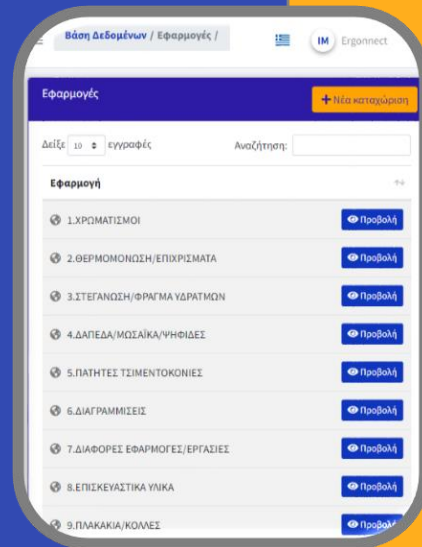 Βάση Δεδομένων / Εφαρμογές /
IM Ergonnect
Εφαρμογές
+ Νέα καταχώριση
Δείξε 10 εγγραφές Αναζήτηση:
Εφαρμογή
1.ΧΡΩΜΑΤΙΣΜΟΙ Προβολή
2.ΘΕΡΜΟΜΟΝΩΣΗ/ΕΠΙΧΡΙΣΜΑΤΑ Προβολή
3.ΣΤΕΓΑΝΩΣΗ/ΦΡΑΓΜΑ ΥΔΡΑΤΜΩΝ Προβολή
4.ΔΑΠΕΔΑ/ΜΩΣΑΪΚΑ/ΨΗΦΙΔΕΣ Προβολή
5.ΠΑΤΗΤΕΣ ΤΣΙΜΕΝΤΟΚΟΝΙΕΣ Προβολή
6.ΔΙΑΓΡΑΜΜΙΣΕΙΣ Προβολή
7.ΔΙΑΦΟΡΕΣ ΕΦΑΡΜΟΓΕΣ/ΕΡΓΑΣΙΕΣ Προβολή
8.ΕΠΙΣΚΕΥΑΣΤΙΚΑ ΥΛΙΚΑ Προβολή
9.ΠΛΑΚΑΚΙΑ/ΚΟΛΛΕΣ Προβολή